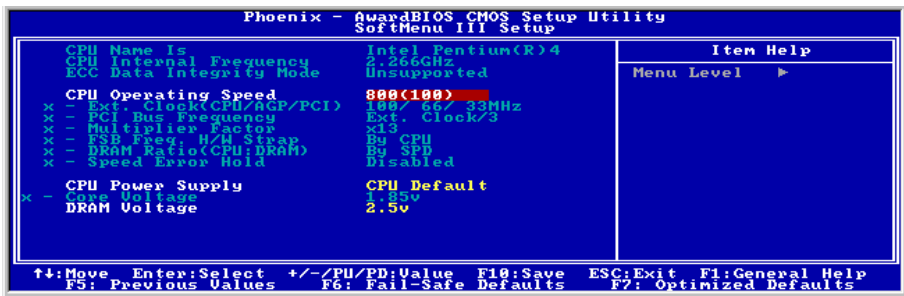 Phoenix - AwardBIOS CMOS Setup Utility
SoftMenu III Setup
CPU Name Is Intel Pentium(R)4
CPU Internal Frequency 2.266GHz
ECC Data Integrity Mode Unsupported
CPU Operating Speed 800(100)
x - Ext. Clock(CPU/AGP/PCI) 100/ 66/ 33MHz
x - PCI Bus Frequency Ext. Clock/3
x - Multiplier Factor x13
x - FSB Freq. H/W Strap By CPU
x - DRAM Ratio(CPU:DRAM) By SPD
x - Speed Error Hold Disabled
CPU Power Supply CPU Default
x - Core Voltage 1.85v
DRAM Voltage 2.5v
Item Help
Menu Level ►
↑↓:Move Enter:Select +/-/PU/PD:Value F10:Save ESC:Exit F1:General Help
F5: Previous Values F6: Fail-Safe Defaults F7: Optimized Defaults